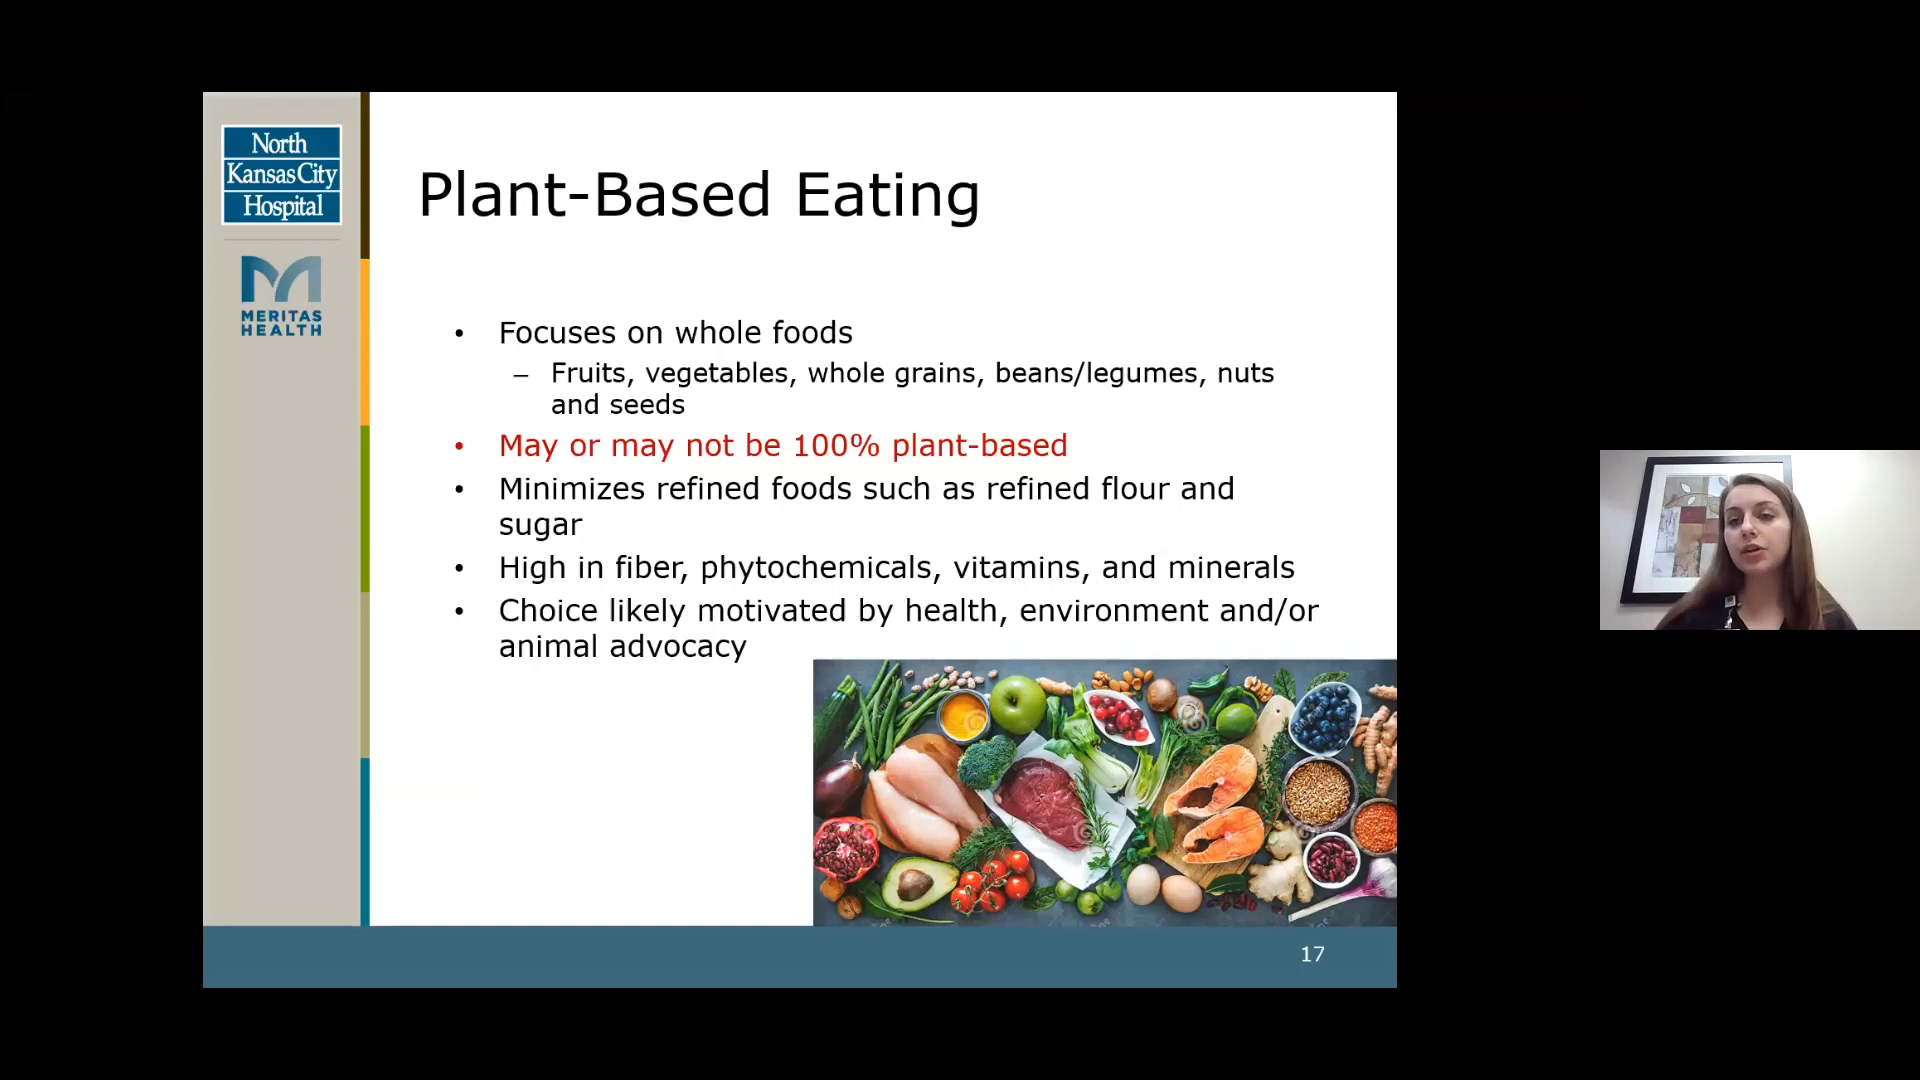 North
Kansas City
Hospital
MERITAS
HEALTH
Plant-Based Eating
• Focuses on whole foods
– Fruits, vegetables, whole grains, beans/legumes, nuts
and seeds
• May or may not be 100% plant-based
• Minimizes refined foods such as refined flour and
sugar
• High in fiber, phytochemicals, vitamins, and minerals
• Choice likely motivated by health, environment and/or
animal advocacy
17